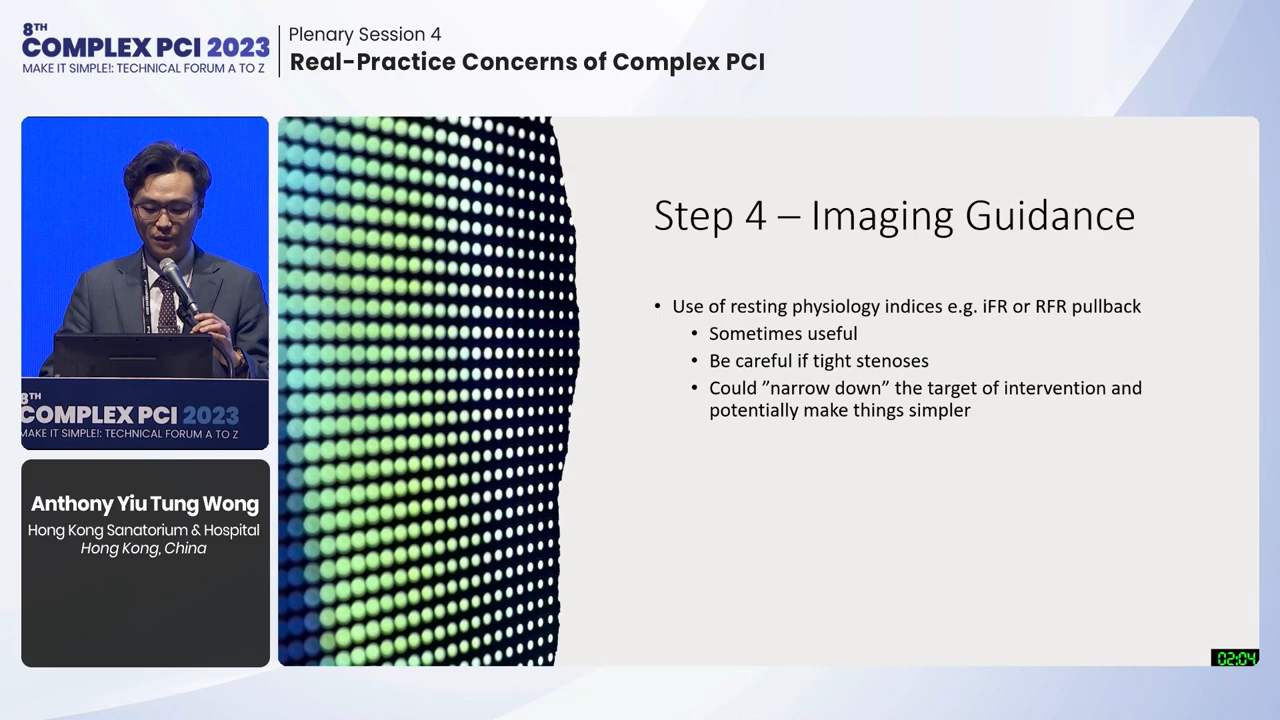 8TH
COMPLEX PCI 2023
MAKE IT SIMPLE!: TECHNICAL FORUM A TO Z
Plenary Session 4
Real-Practice Concerns of Complex PCI
8TH
COMPLEX PCI 2023
MAKE IT SIMPLE!: TECHNICAL FORUM A TO Z
Anthony Yiu Tung Wong
Hong Kong Sanatorium & Hospital
Hong Kong, China
Step 4 – Imaging Guidance
• Use of resting physiology indices e.g. iFR or RFR pullback
• Sometimes useful
• Be careful if tight stenoses
• Could ”narrow down” the target of intervention and
potentially make things simpler
02:04